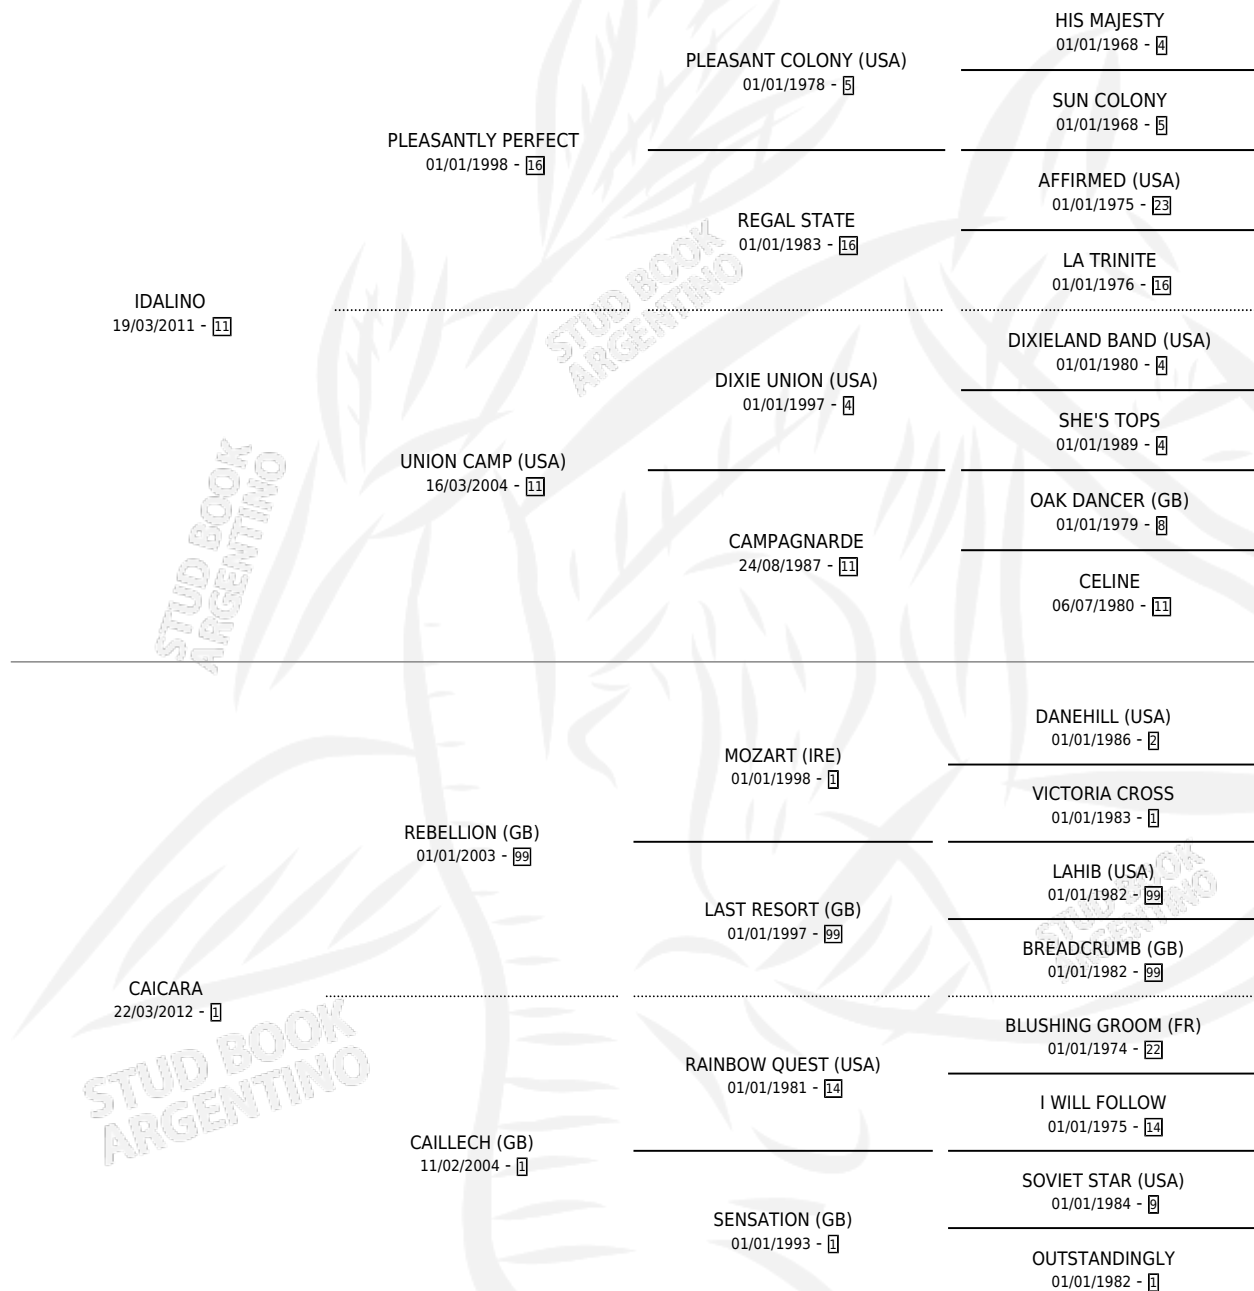 HIS MAJESTY
01/01/1968 - 4
PLEASANT COLONY (USA)
01/01/1978 - 5
SUN COLONY
01/01/1968 - 5
PLEASANTLY PERFECT
01/01/1998 - 16
AFFIRMED (USA)
01/01/1975 - 23
REGAL STATE
01/01/1983 - 16
LA TRINITE
01/01/1976 - 16
IDALINO
19/03/2011 - 11
DIXIELAND BAND (USA)
01/01/1980 - 4
DIXIE UNION (USA)
01/01/1997 - 4
SHE'S TOPS
01/01/1989 - 4
UNION CAMP (USA)
16/03/2004 - 11
OAK DANCER (GB)
01/01/1979 - 8
CAMPAGNARDE
24/08/1987 - 11
CELINE
06/07/1980 - 11
DANEHILL (USA)
01/01/1986 - 2
MOZART (IRE)
01/01/1998 - 1
VICTORIA CROSS
01/01/1983 - 1
REBELLION (GB)
01/01/2003 - 99
LAHIB (USA)
01/01/1982 - 99
LAST RESORT (GB)
01/01/1997 - 99
BREADCRUMB (GB)
01/01/1982 - 99
CAICARA
22/03/2012 - 1
BLUSHING GROOM (FR)
01/01/1974 - 22
RAINBOW QUEST (USA)
01/01/1981 - 14
I WILL FOLLOW
01/01/1975 - 14
CAILLECH (GB)
11/02/2004 - 1
SOVIET STAR (USA)
01/01/1984 - 9
SENSATION (GB)
01/01/1993 - 1
OUTSTANDINGLY
01/01/1982 - 1
STUD BOOK
ARGENTINO
STUD BOOK
ARGENTINO
STUD BOOK
ARGENTINO
STUD BOOK
ARGENTINO